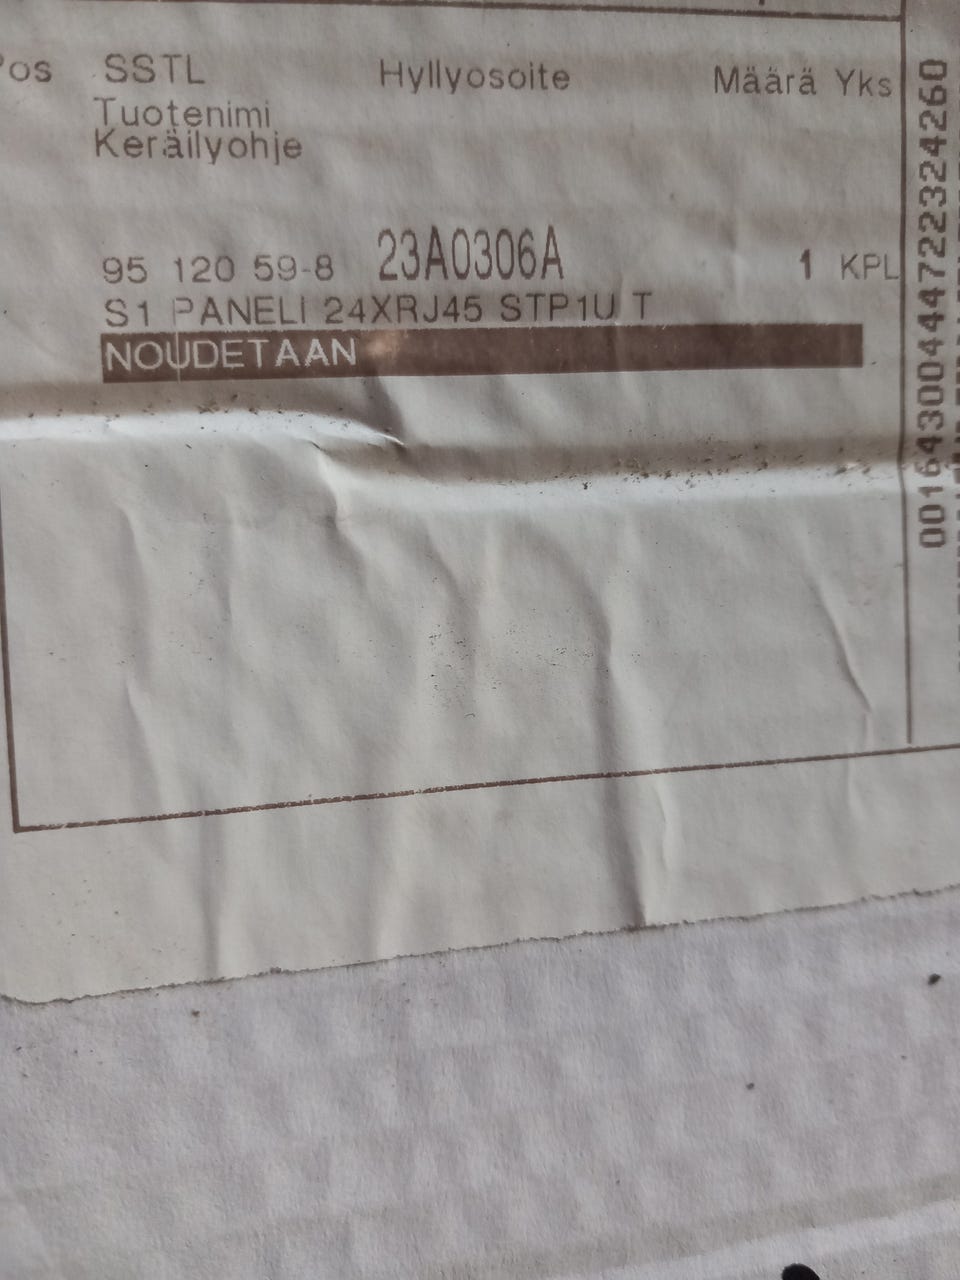 Pos SSTL Hyllyosoite Määrä Yks
Tuotenimi
Keräilyohje
95 120 59-8 23A0306A 1 KPL
S1 PANELI 24XRJ45 STP1U T
NOUDETAAN
00164300444722324260